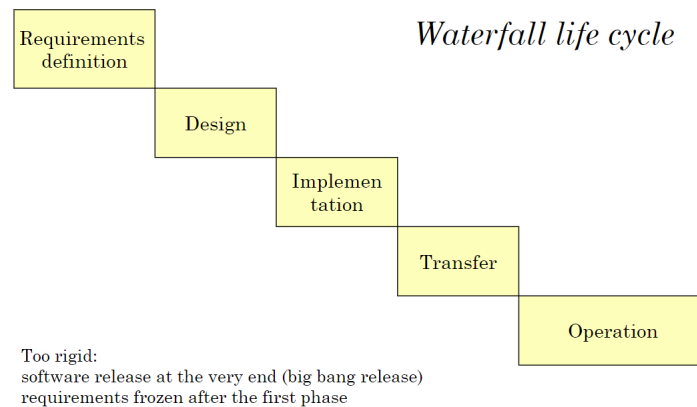 Waterfall life cycle
Requirements
definition
Design
Implemen
tation
Transfer
Operation
Too rigid:
software release at the very end (big bang release)
requirements frozen after the first phase